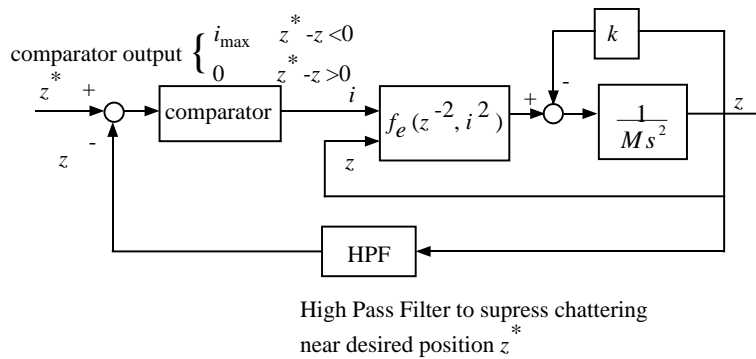 k
comparator output { i_max z* -z <0
0 z* -z >0
z* +
comparator
i
z
f_e (z^-2, i^2)
+
-
1
Ms^2
z
z
-
HPF
High Pass Filter to supress chattering
near desired position z*